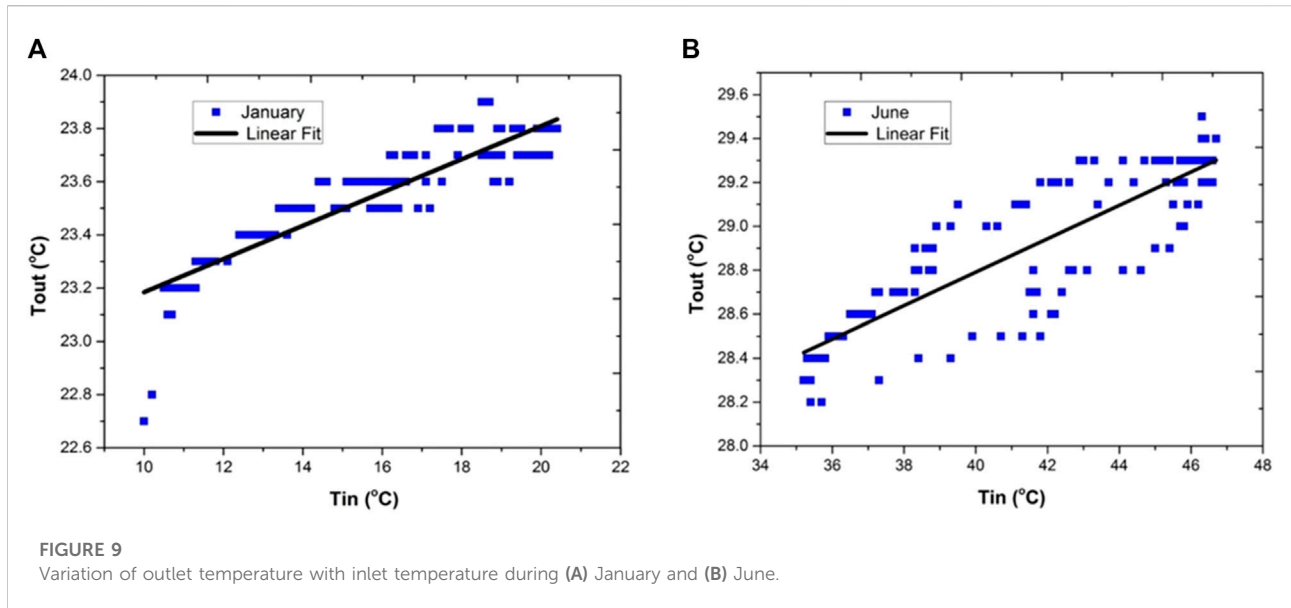 A
24.0
23.8
23.6
23.4
23.2
23.0
22.8
22.6
Tout (°C)
January
Linear Fit
10 12 14 16 18 20 22
Tin (°C)
B
29.6
29.4
29.2
29.0
28.8
28.6
28.4
28.2
28.0
Tout (°C)
June
Linear Fit
34 36 38 40 42 44 46 48
Tin (°C)
FIGURE 9
Variation of outlet temperature with inlet temperature during (A) January and (B) June.